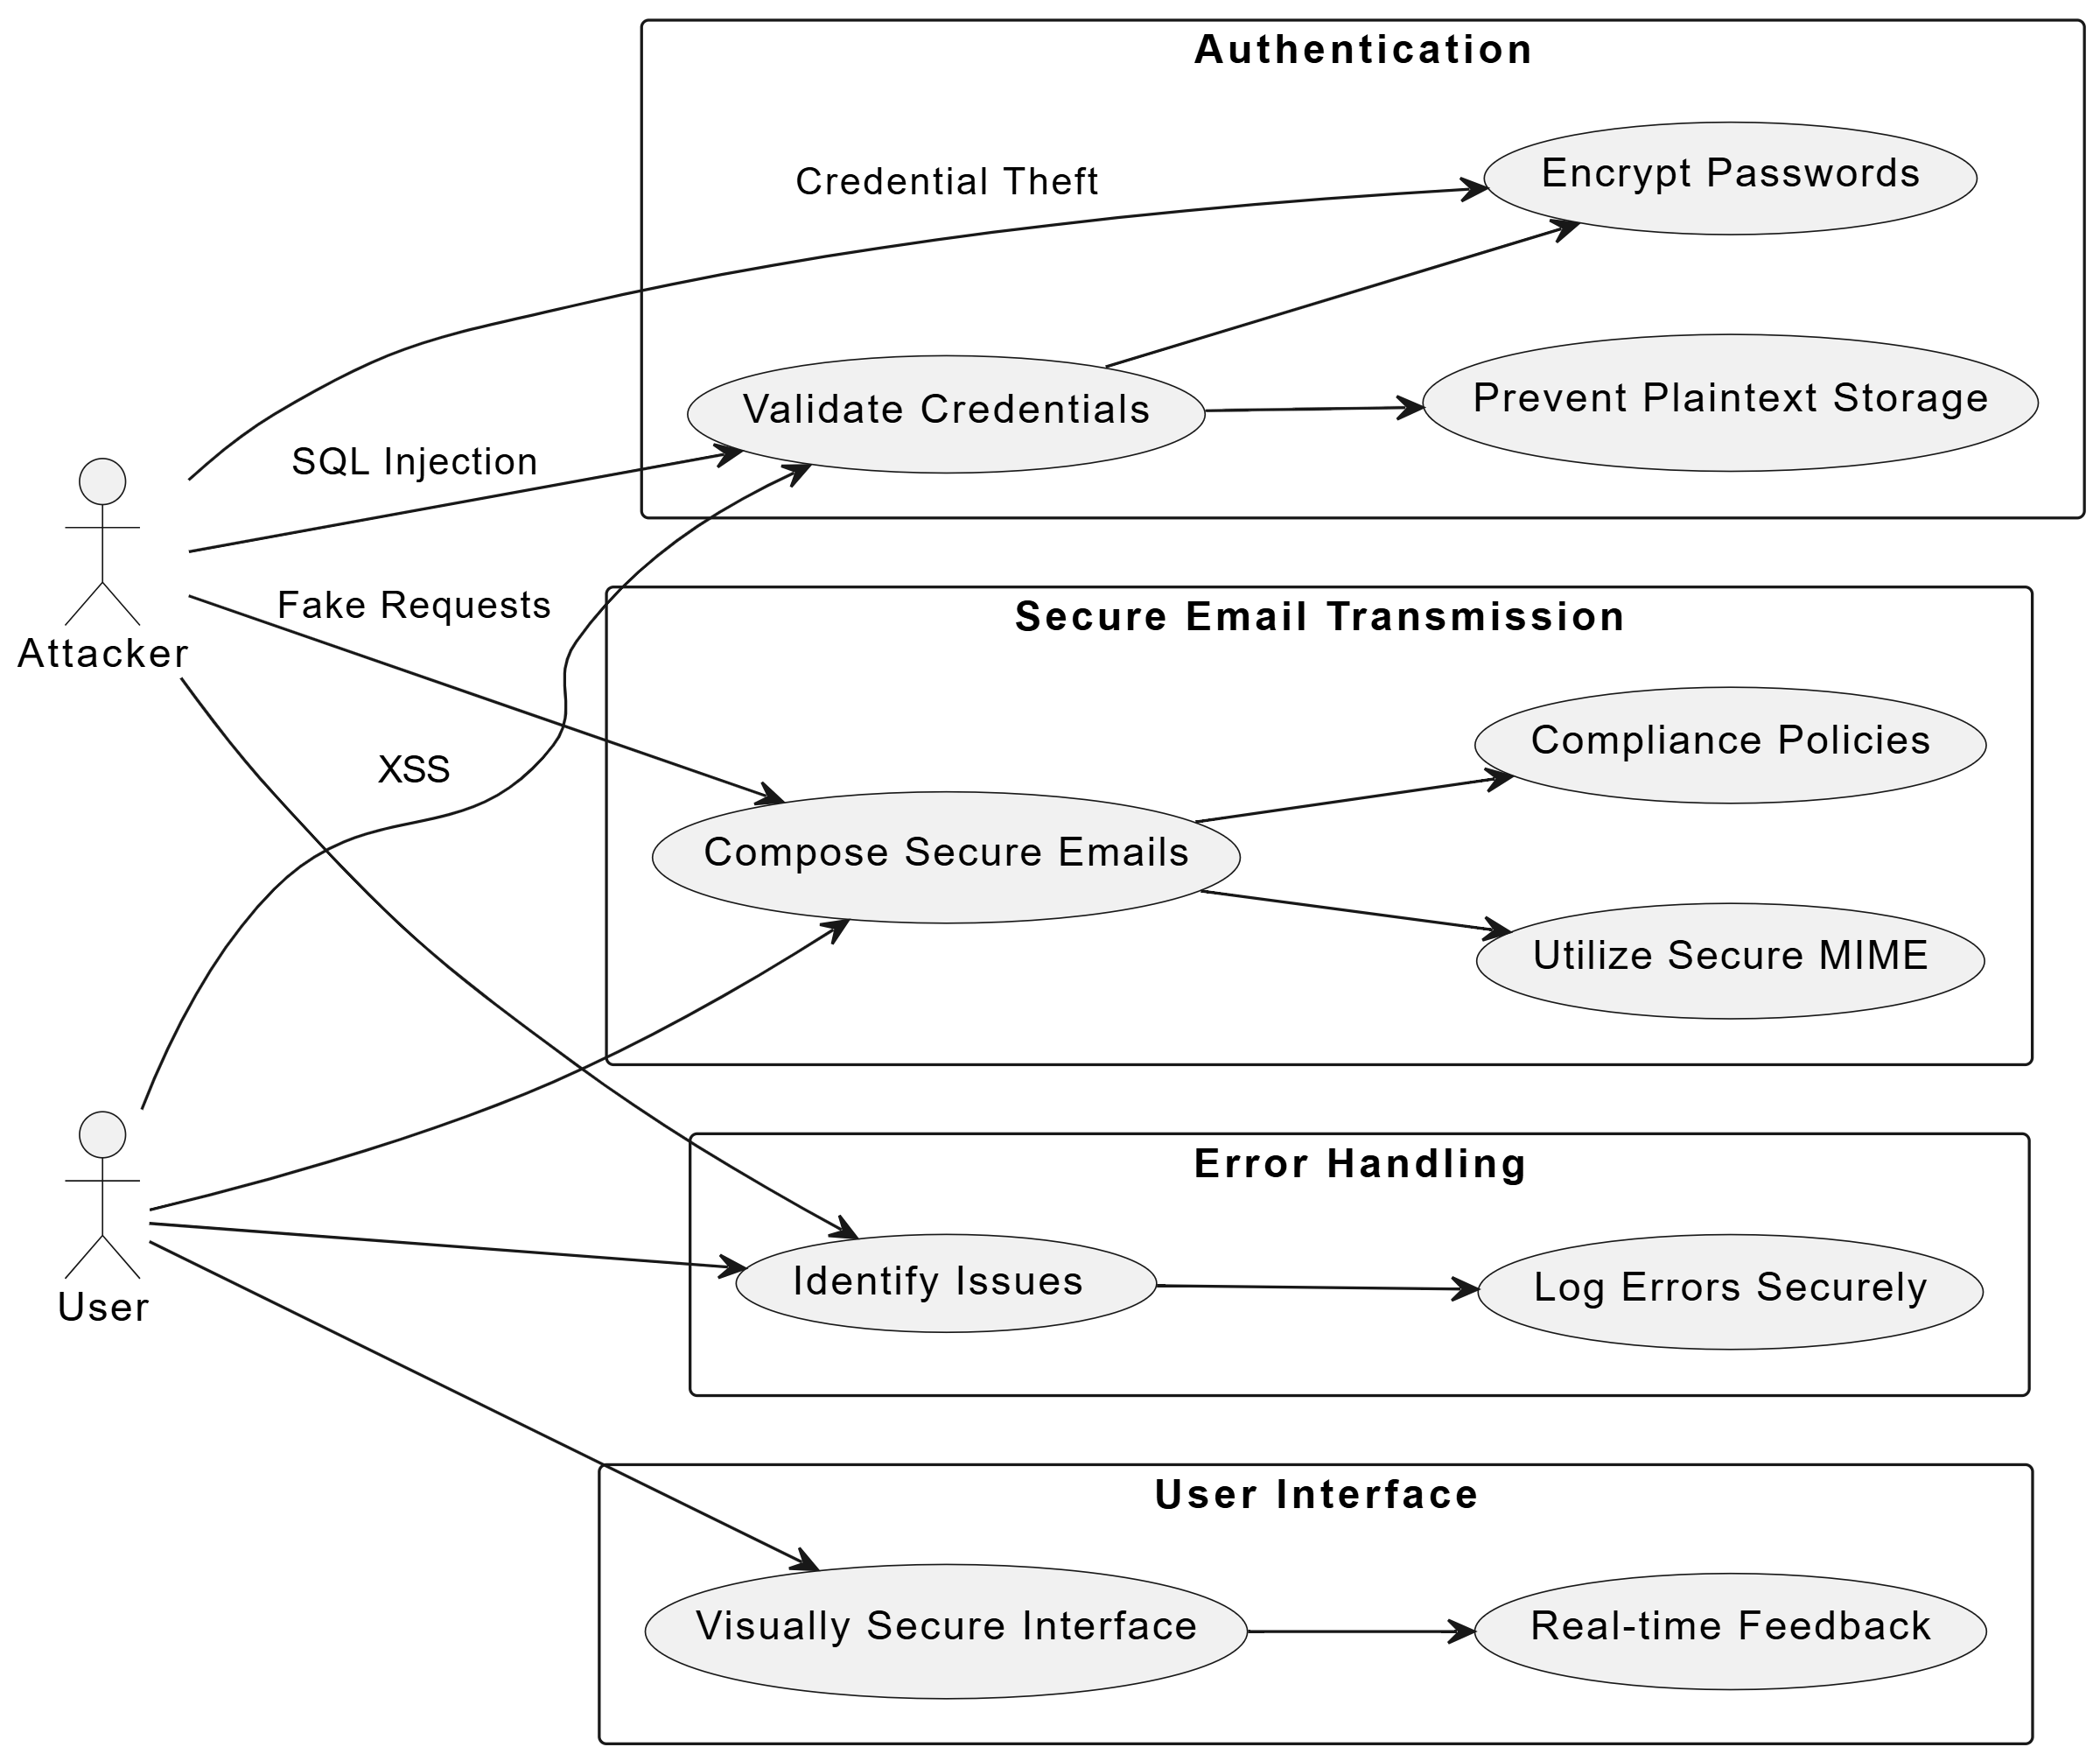 Authentication
Encrypt Passwords
Credential Theft
Prevent Plaintext Storage
Validate Credentials
SQL Injection
Fake Requests
Secure Email Transmission
Attacker
Compliance Policies
XSS
Compose Secure Emails
Utilize Secure MIME
Error Handling
Identify Issues
Log Errors Securely
User
User Interface
Visually Secure Interface
Real-time Feedback